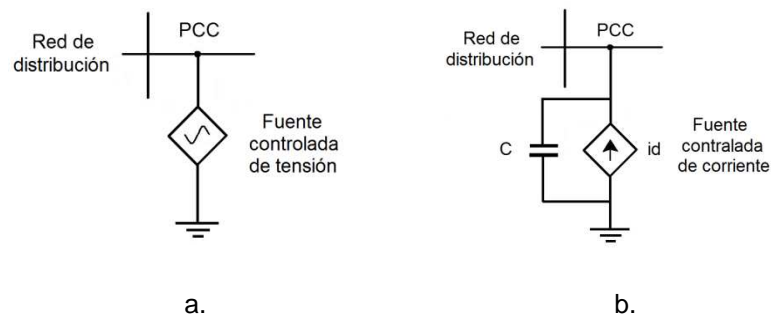 PCC
Red de
distribución
Fuente
controlada
de tensión
a.
PCC
Red de
distribución
C
id
Fuente
contralada
de corriente
b.